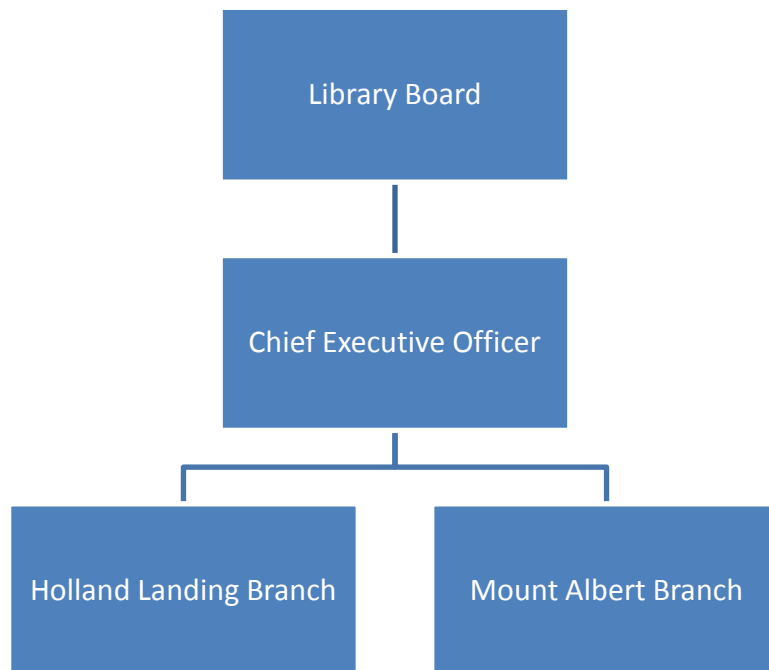 Library Board
Chief Executive Officer
Holland Landing Branch
Mount Albert Branch